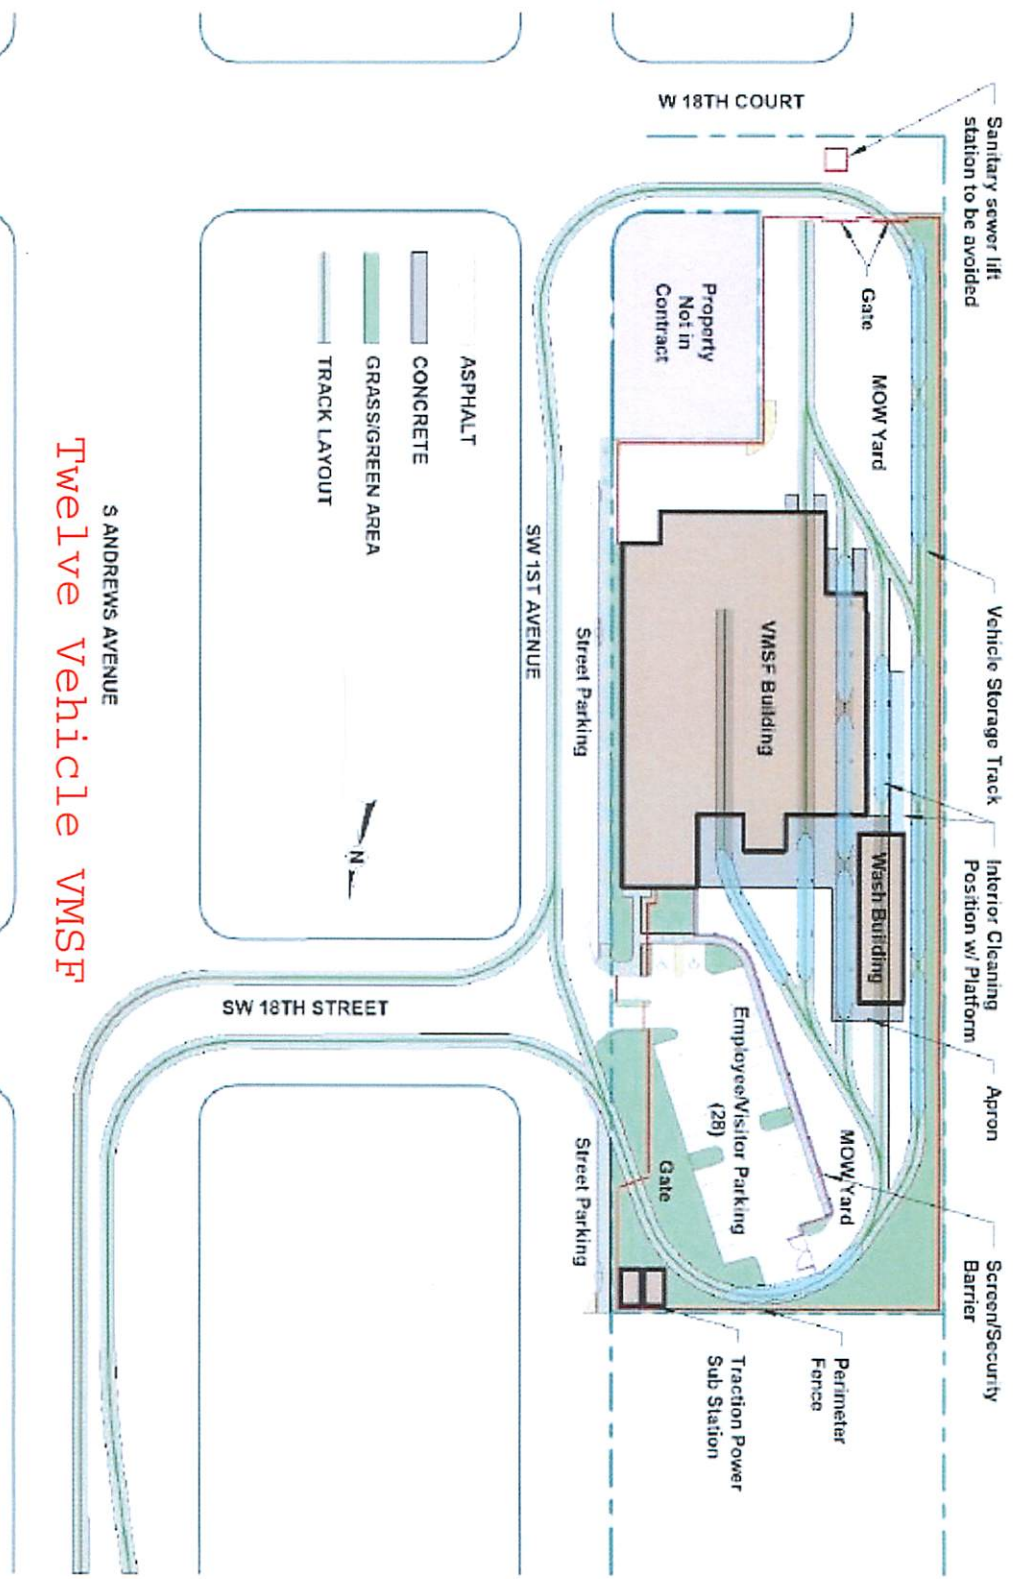 W 18TH COURT
Sanitary sewer lift
station to be avoided
Gate
MOW Yard
Property
Not in
Contract
Vehicle Storage Track
Interior Cleaning
Position w/ Platform
Apron
Screen/Security
Barrier
VMSF Building
Wash Building
Employee/Visitor Parking
(28)
MOW Yard
Gate
Perimeter
Fence
Traction Power
Sub Station
Street Parking
Street Parking
SW 1ST AVENUE
ASPHALT
CONCRETE
GRASS/GREEN AREA
TRACK LAYOUT
N
SW 18TH STREET
S ANDREWS AVENUE
Twelve Vehicle VMSF